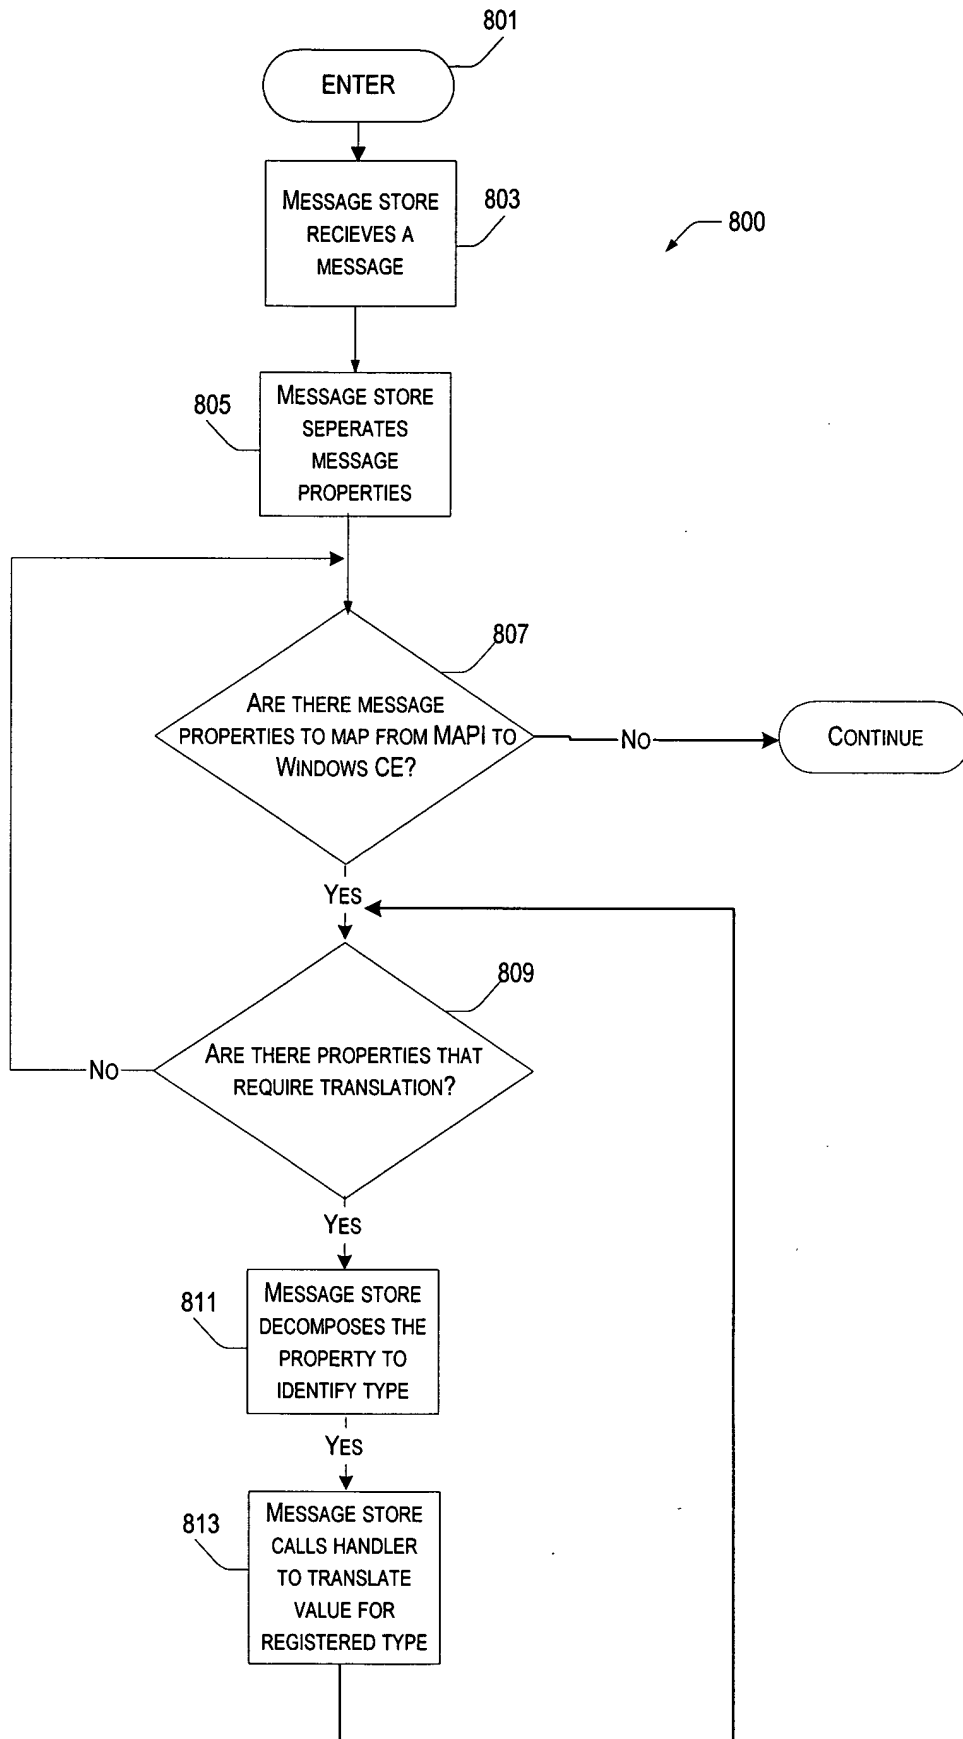 801
ENTER
MESSAGE STORE
RECIEVES A
MESSAGE
803
800
805
MESSAGE STORE
SEPERATES
MESSAGE
PROPERTIES
807
ARE THERE MESSAGE
PROPERTIES TO MAP FROM MAPI TO
WINDOWS CE?
NO
CONTINUE
YES
809
ARE THERE PROPERTIES THAT
REQUIRE TRANSLATION?
NO
YES
811
MESSAGE STORE
DECOMPOSES THE
PROPERTY TO
IDENTIFY TYPE
YES
813
MESSAGE STORE
CALLS HANDLER
TO TRANSLATE
VALUE FOR
REGISTERED TYPE